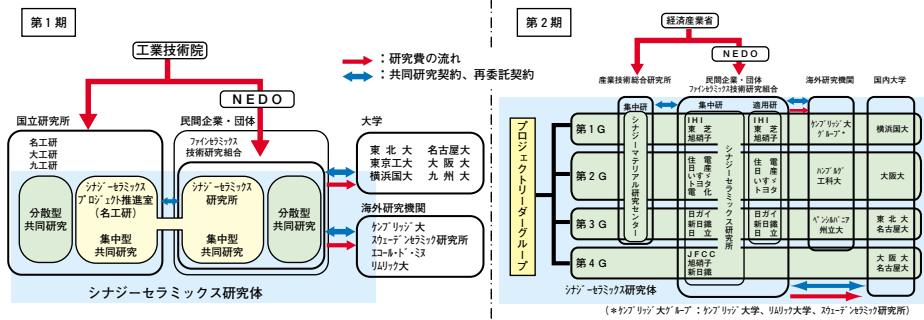 第1期
工業技術院
NEDO
:研究費の流れ
:共同研究契約、再委託契約
国立研究所
名工研
大工研
九工研
分散型
共同研究
シナジーセラミックス
プロジェクト推進室
(名工研)
集中型
共同研究
民間企業・団体
ファインセラミックス
技術研究組合
シナジーセラミックス
研究所
集中型
共同研究
分散型
共同研究
シナジーセラミックス研究体
大学
東北大 名古屋大
東京工大 大阪大
横浜国大 九州大
海外研究機関
ケンブリッジ大
スウェーデンセラミック研究所
エコール・ド・ミヌ
リムリック大
第2期
経済産業省
NEDO
産業技術総合研究所
民間企業・団体
ファインセラミックス技術研究組合
海外研究機関
国内大学
集中研
集中研
適用研
プロジェクトリーダーグループ
シナジーマテリアル研究センター
シナジーセラミックス研究所
第1G
IHI
東芝
旭硝子
IHI
東芝
旭硝子
ケンブリッジ大
グループ*
横浜国大
第2G
住電
日産
いすゞ
トヨタ
電化
住電
日産
いすゞ
トヨタ
ハンブルグ
工科大
大阪大
第3G
日ガイ
新日鐵
日立
日ガイ
新日鐵
日立
ペンシルバニア
州立大
東北大
名古屋大
第4G
JFCC
旭硝子
新日鐵
大阪大
名古屋大
シナジーセラミックス研究体
(*ケンブリッジ大グループ:ケンブリッジ大学、リムリック大学、スウェーデンセラミック研究所)